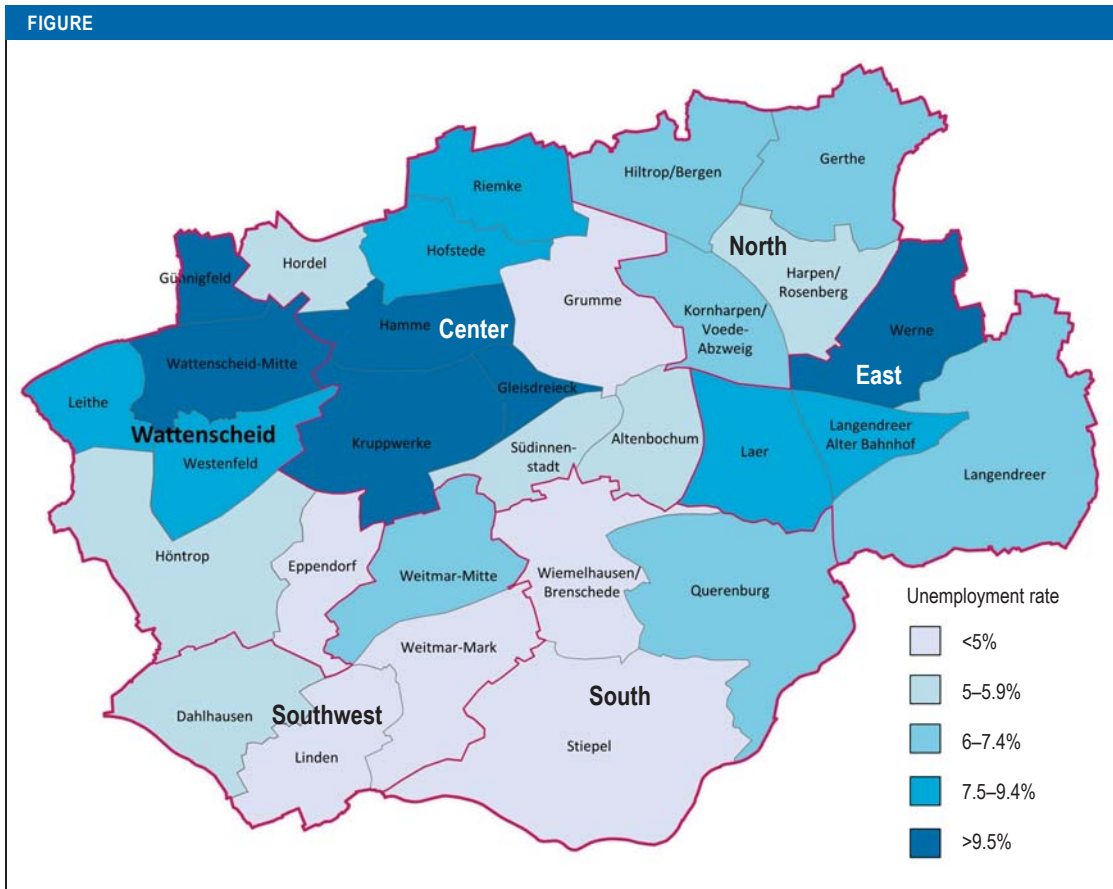 FIGURE
Gerthe
Hiltrop/Bergen
Riemke
North
Hofstede
Hordel
Harpen/
Rosenberg
Günnigfeld
Grumme
Kornharpen/
Voede-
Abzweig
Hamme
Center
Werne
Wattenscheid-Mitte
East
Gleisdreieck
Leithe
Langendreer
Alter Bahnhof
Wattenscheid
Kruppwerke
Südinnen-
stadt
Altenbochum
Laer
Westenfeld
Langendreer
Höntrop
Eppendorf
Weitmar-Mitte
Wiemelhausen/
Brenschede
Querenburg
Weitmar-Mark
South
Dahlhausen
Southwest
Stiepel
Linden
Unemployment rate
<5%
5–5.9%
6–7.4%
7.5–9.4%
>9.5%